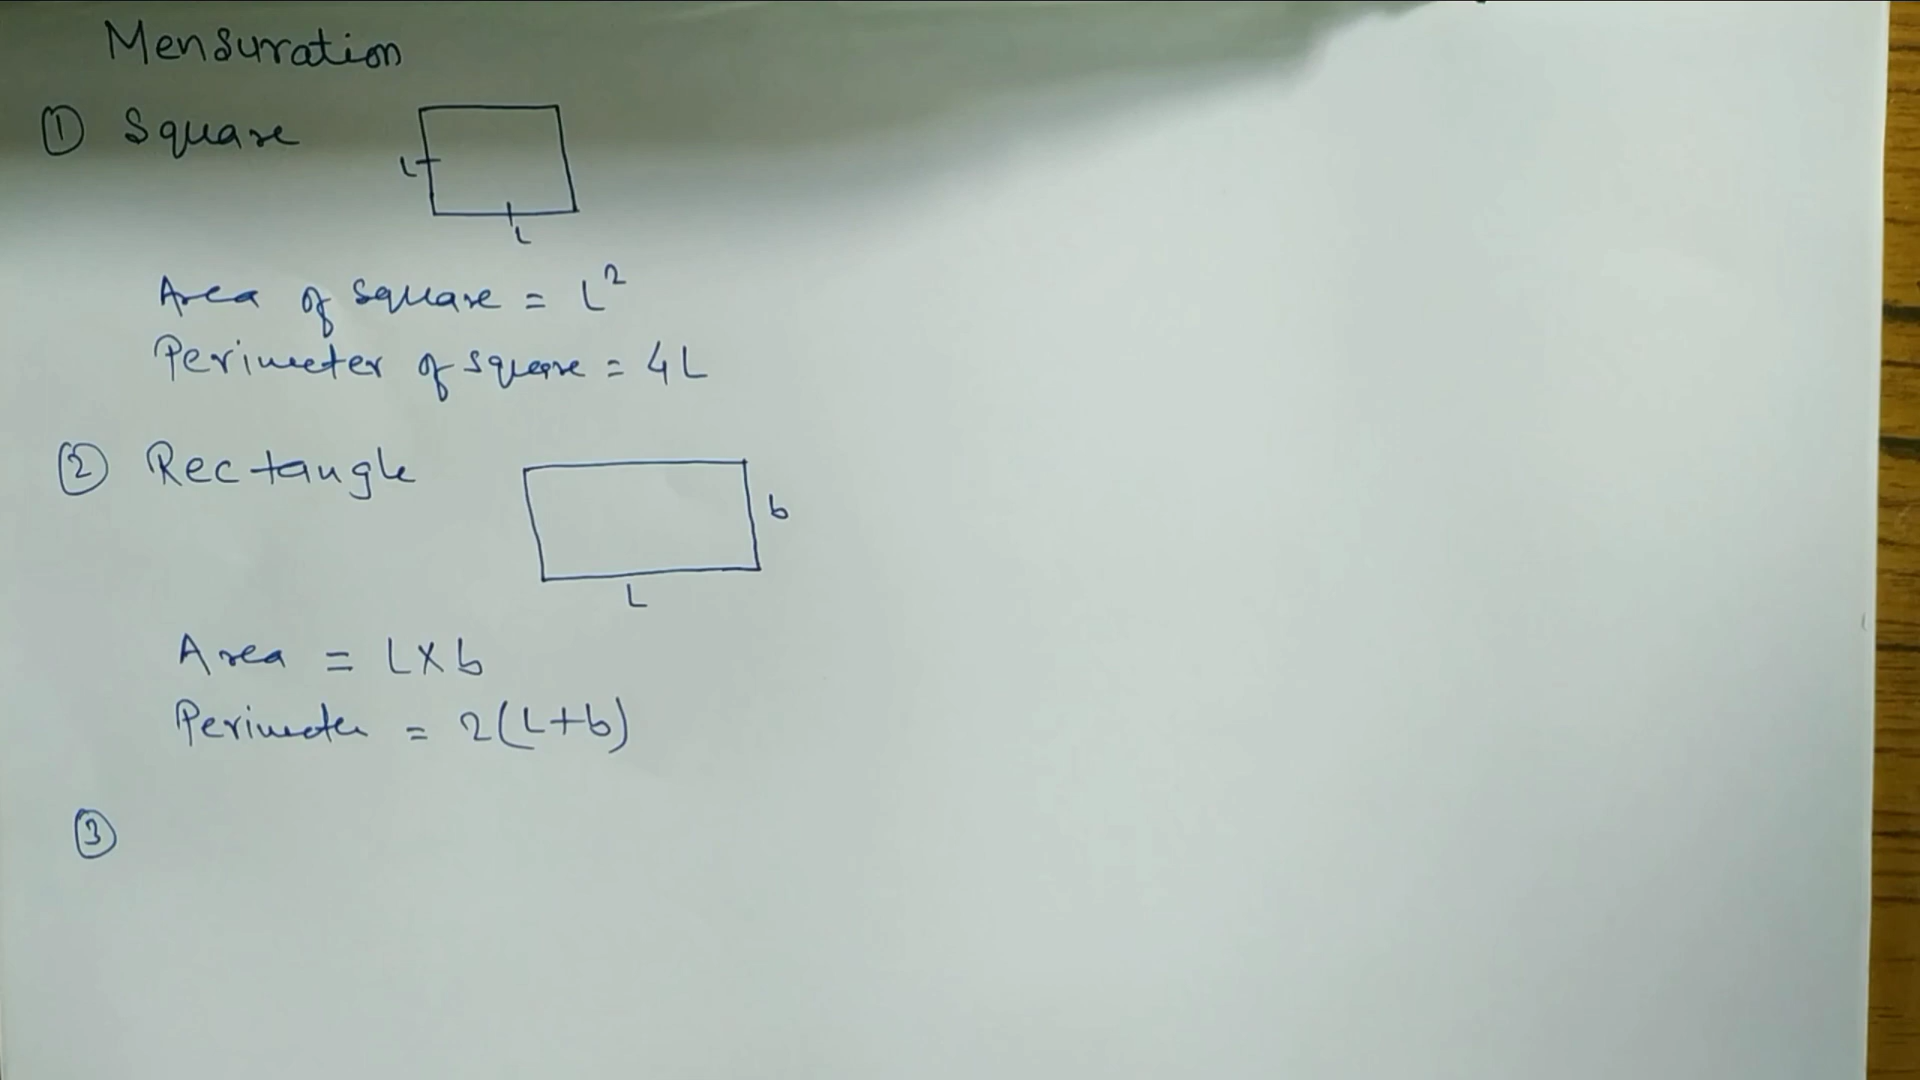 Mensuration
① Square
L
L
Area of square = L²
Perimeter of square = 4L
② Rectangle
b
L
Area = L×b
Perimeter = 2(L+b)
③